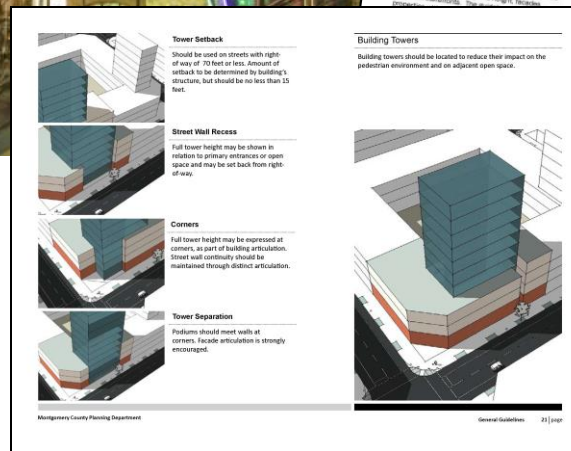 Tower Setback
Should be used on streets with right-
of way of 70 feet or less. Amount of
setback to be determined by building's
structure, but should be no less than 15
feet.
Street Wall Recess
Full tower height may be shown in
relation to primary entrances or open
space and may be set back from right-
of-way.
Corners
Full tower height may be expressed at
corners, as part of building articulation.
Street wall continuity should be
maintained through distinct articulation.
Tower Separation
Podiums should meet walls at
corners. Facade articulation is strongly
encouraged.
Montgomery County Planning Department
Building Towers
Building towers should be located to reduce their impact on the
pedestrian environment and on adjacent open space.
General Guidelines 21 | page